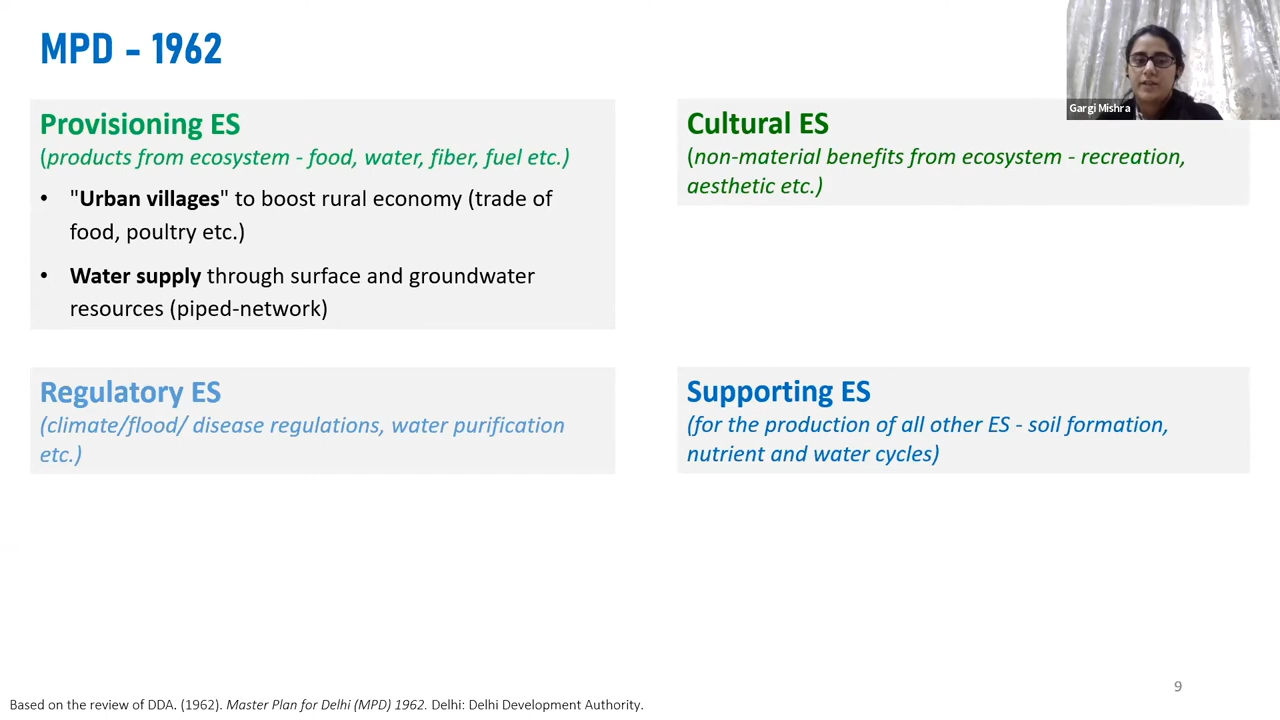 MPD - 1962
Gargi Mishra
Provisioning ES
(products from ecosystem - food, water, fiber, fuel etc.)
• "Urban villages" to boost rural economy (trade of
food, poultry etc.)
• Water supply through surface and groundwater
resources (piped-network)
Cultural ES
(non-material benefits from ecosystem - recreation,
aesthetic etc.)
Regulatory ES
(climate/flood/ disease regulations, water purification
etc.)
Supporting ES
(for the production of all other ES - soil formation,
nutrient and water cycles)
9
Based on the review of DDA. (1962). Master Plan for Delhi (MPD) 1962. Delhi: Delhi Development Authority.